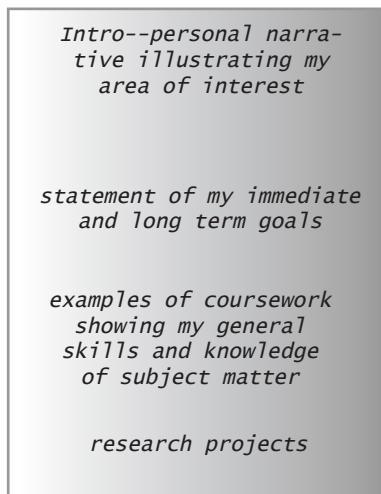 Intro--personal narra-
tive illustrating my
area of interest
statement of my immediate
and long term goals
examples of coursework
showing my general
skills and knowledge
of subject matter
research projects